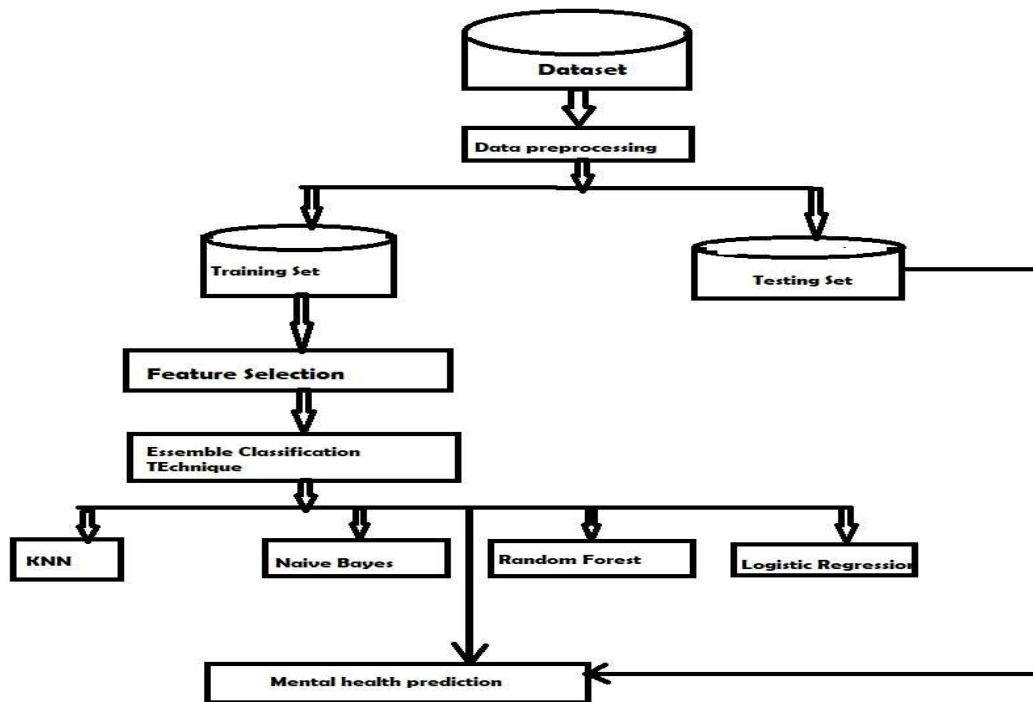 Dataset
Data preprocessing
Training Set
Testing Set
Feature Selection
Essemble Classification
TEchnique
KNN
Naive Bayes
Random Forest
Logistic Regression
Mental health prediction